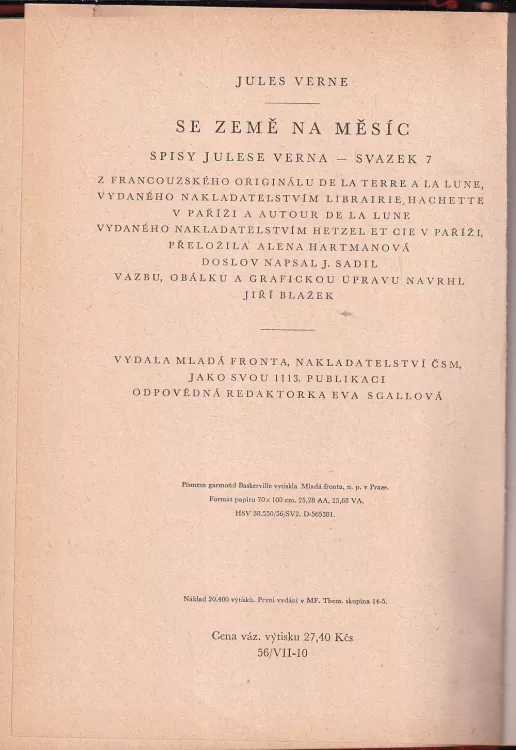 JULES VERNE
SE ZEMĚ NA MĚSÍC
SPISY JULESE VERNA — SVAZEK 7
Z FRANCOUZSKÉHO ORIGINÁLU DE LA TERRE A LA LUNE,
VYDANÉHO NAKLADATELSTVÍM LIBRAIRIE, HACHETTE
V PAŘÍŽI A AUTOUR DE LA LUNE
VYDANÉHO NAKLADATELSTVÍM HETZEL ET CIE V PAŘÍŽI,
PŘELOŽILA ALENA HARTMANOVÁ
DOSLOV NAPSAL J. SADIL
VAZBU, OBÁLKU A GRAFICKOU ÚPRAVU NAVRHL
JIŘÍ BLAŽEK
VYDALA MLADÁ FRONTA, NAKLADATELSTVÍ ČSM,
JAKO SVOU 1113. PUBLIKACI
ODPOVĚDNÁ REDAKTORKA EVA SGALLOVÁ
Písmem garmond Baskerville vytiskla Mladá fronta, n. p. v Praze.
Formát papíru 70×100 cm. 25,28 AA, 25,68 VA.
HSV 38.550/56/SV2. D-565381.
Náklad 20.400 výtisků. První vydání v MF. Them. skupina 14-5.
Cena váz. výtisku 27,40 Kčs
56/VII-10